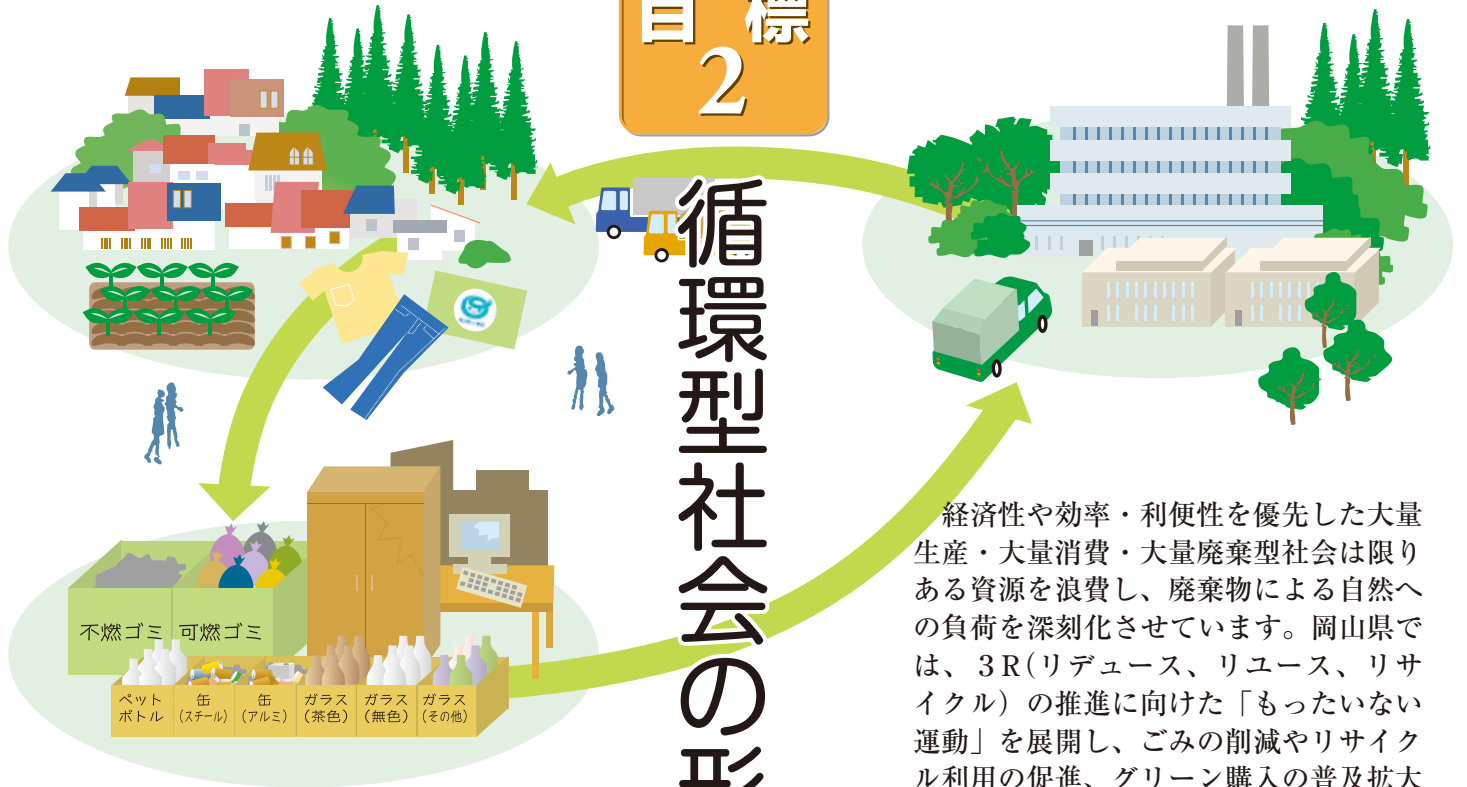 目標
2
循環型社会の形
経済性や効率・利便性を優先した大量
生産・大量消費・大量廃棄型社会は限り
ある資源を浪費し、廃棄物による自然へ
の負荷を深刻化させています。岡山県で
は、3R(リデュース、リユース、リサ
イクル）の推進に向けた「もったいない
運動」を展開し、ごみの削減やリサイク
ル利用の促進、グリーン購入の普及拡大
不燃ゴミ
可燃ゴミ
ペット
ボトル
缶
(スチール)
缶
(アルミ)
ガラス
(茶色)
ガラス
(無色)
ガラス
(その他)